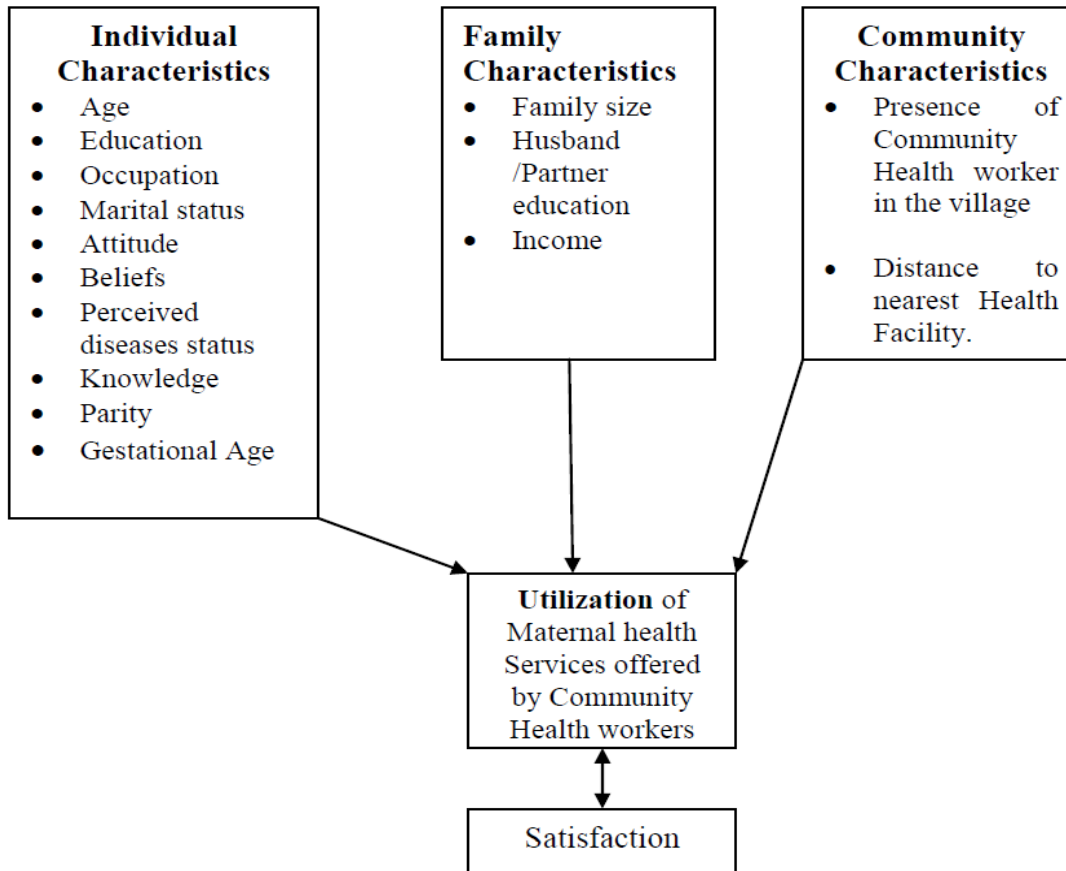 Individual
Characteristics
• Age
• Education
• Occupation
• Marital status
• Attitude
• Beliefs
• Perceived
diseases status
• Knowledge
• Parity
• Gestational Age
Family
Characteristics
• Family size
• Husband
/Partner
education
• Income
Community
Characteristics
• Presence of
Community
Health worker
in the village
• Distance to
nearest Health
Facility.
Utilization of
Maternal health
Services offered
by Community
Health workers
Satisfaction